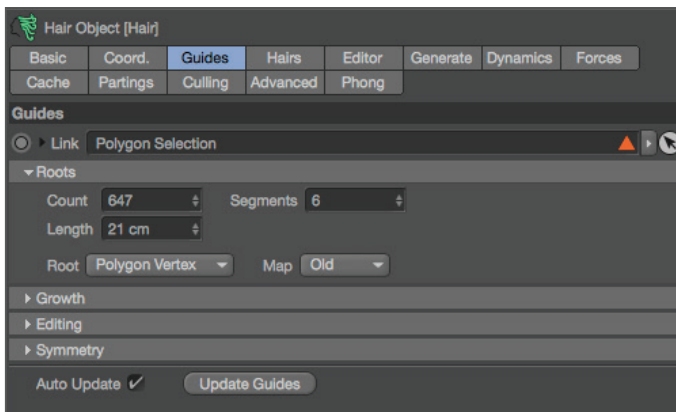 Hair Object [Hair]
Basic Coord. Guides Hairs Editor Generate Dynamics Forces
Cache Partings Culling Advanced Phong
Guides
Link Polygon Selection
Roots
Count 647 Segments 6
Length 21 cm
Root Polygon Vertex Map Old
Growth
Editing
Symmetry
Auto Update Update Guides